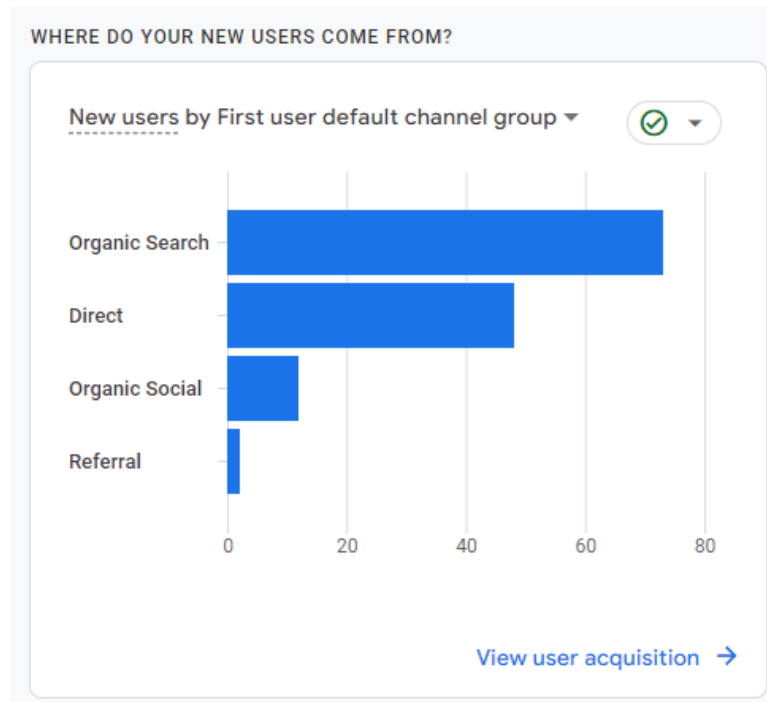 WHERE DO YOUR NEW USERS COME FROM?
New users by First user default channel group
Organic Search
Direct
Organic Social
Referral
0 20 40 60 80
View user acquisition →